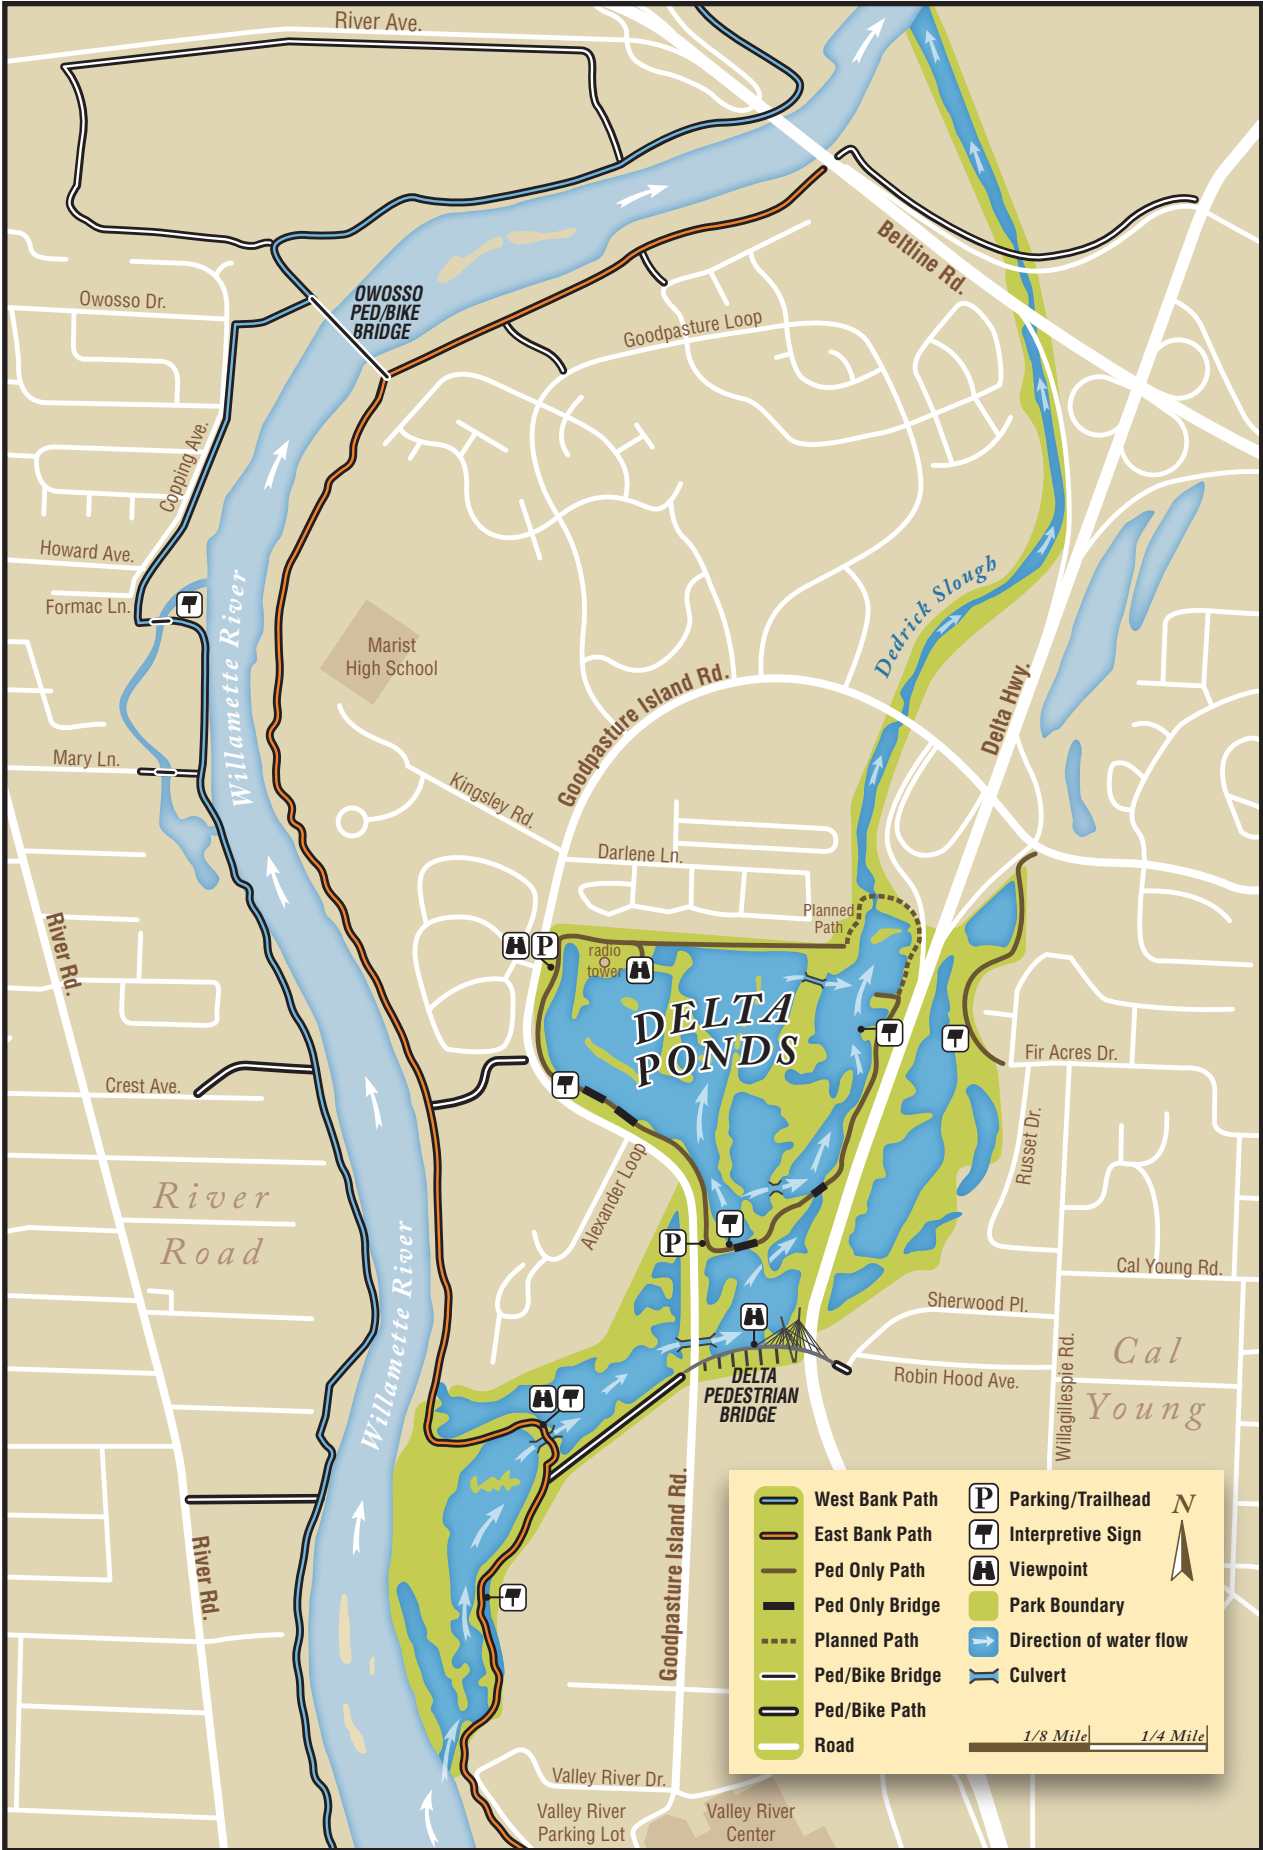 River Ave.
Beltline Rd.
Owosso Dr.
OWOSSO
PED/BIKE
BRIDGE
Goodpasture Loop
Copping Ave.
Howard Ave.
Formac Ln.
Willamette River
Marist
High School
Dedrick Slough
Goodpasture Island Rd.
Delta Hwy.
Mary Ln.
Kingsley Rd.
Darlene Ln.
River Rd.
Planned
Path
P
radio
tower
DELTA
PONDS
Fir Acres Dr.
Crest Ave.
Russet Dr.
Alexander Loop
River
Road
P
Willamette River
Cal Young Rd.
Sherwood Pl.
Cal
Young
Willagillespie Rd.
Robin Hood Ave.
DELTA
PEDESTRIAN
BRIDGE
Goodpasture Island Rd.
River Rd.
West Bank Path
East Bank Path
Ped Only Path
Ped Only Bridge
Planned Path
Ped/Bike Bridge
Ped/Bike Path
Road
P Parking/Trailhead
Interpretive Sign
Viewpoint
Park Boundary
Direction of water flow
Culvert
N
1/8 Mile 1/4 Mile
Valley River Dr.
Valley River
Parking Lot
Valley River
Center